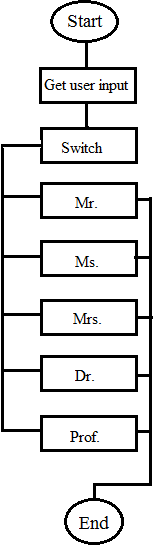 Start
Get user input
Switch
Mr.
Ms.
Mrs.
Dr.
Prof.
End